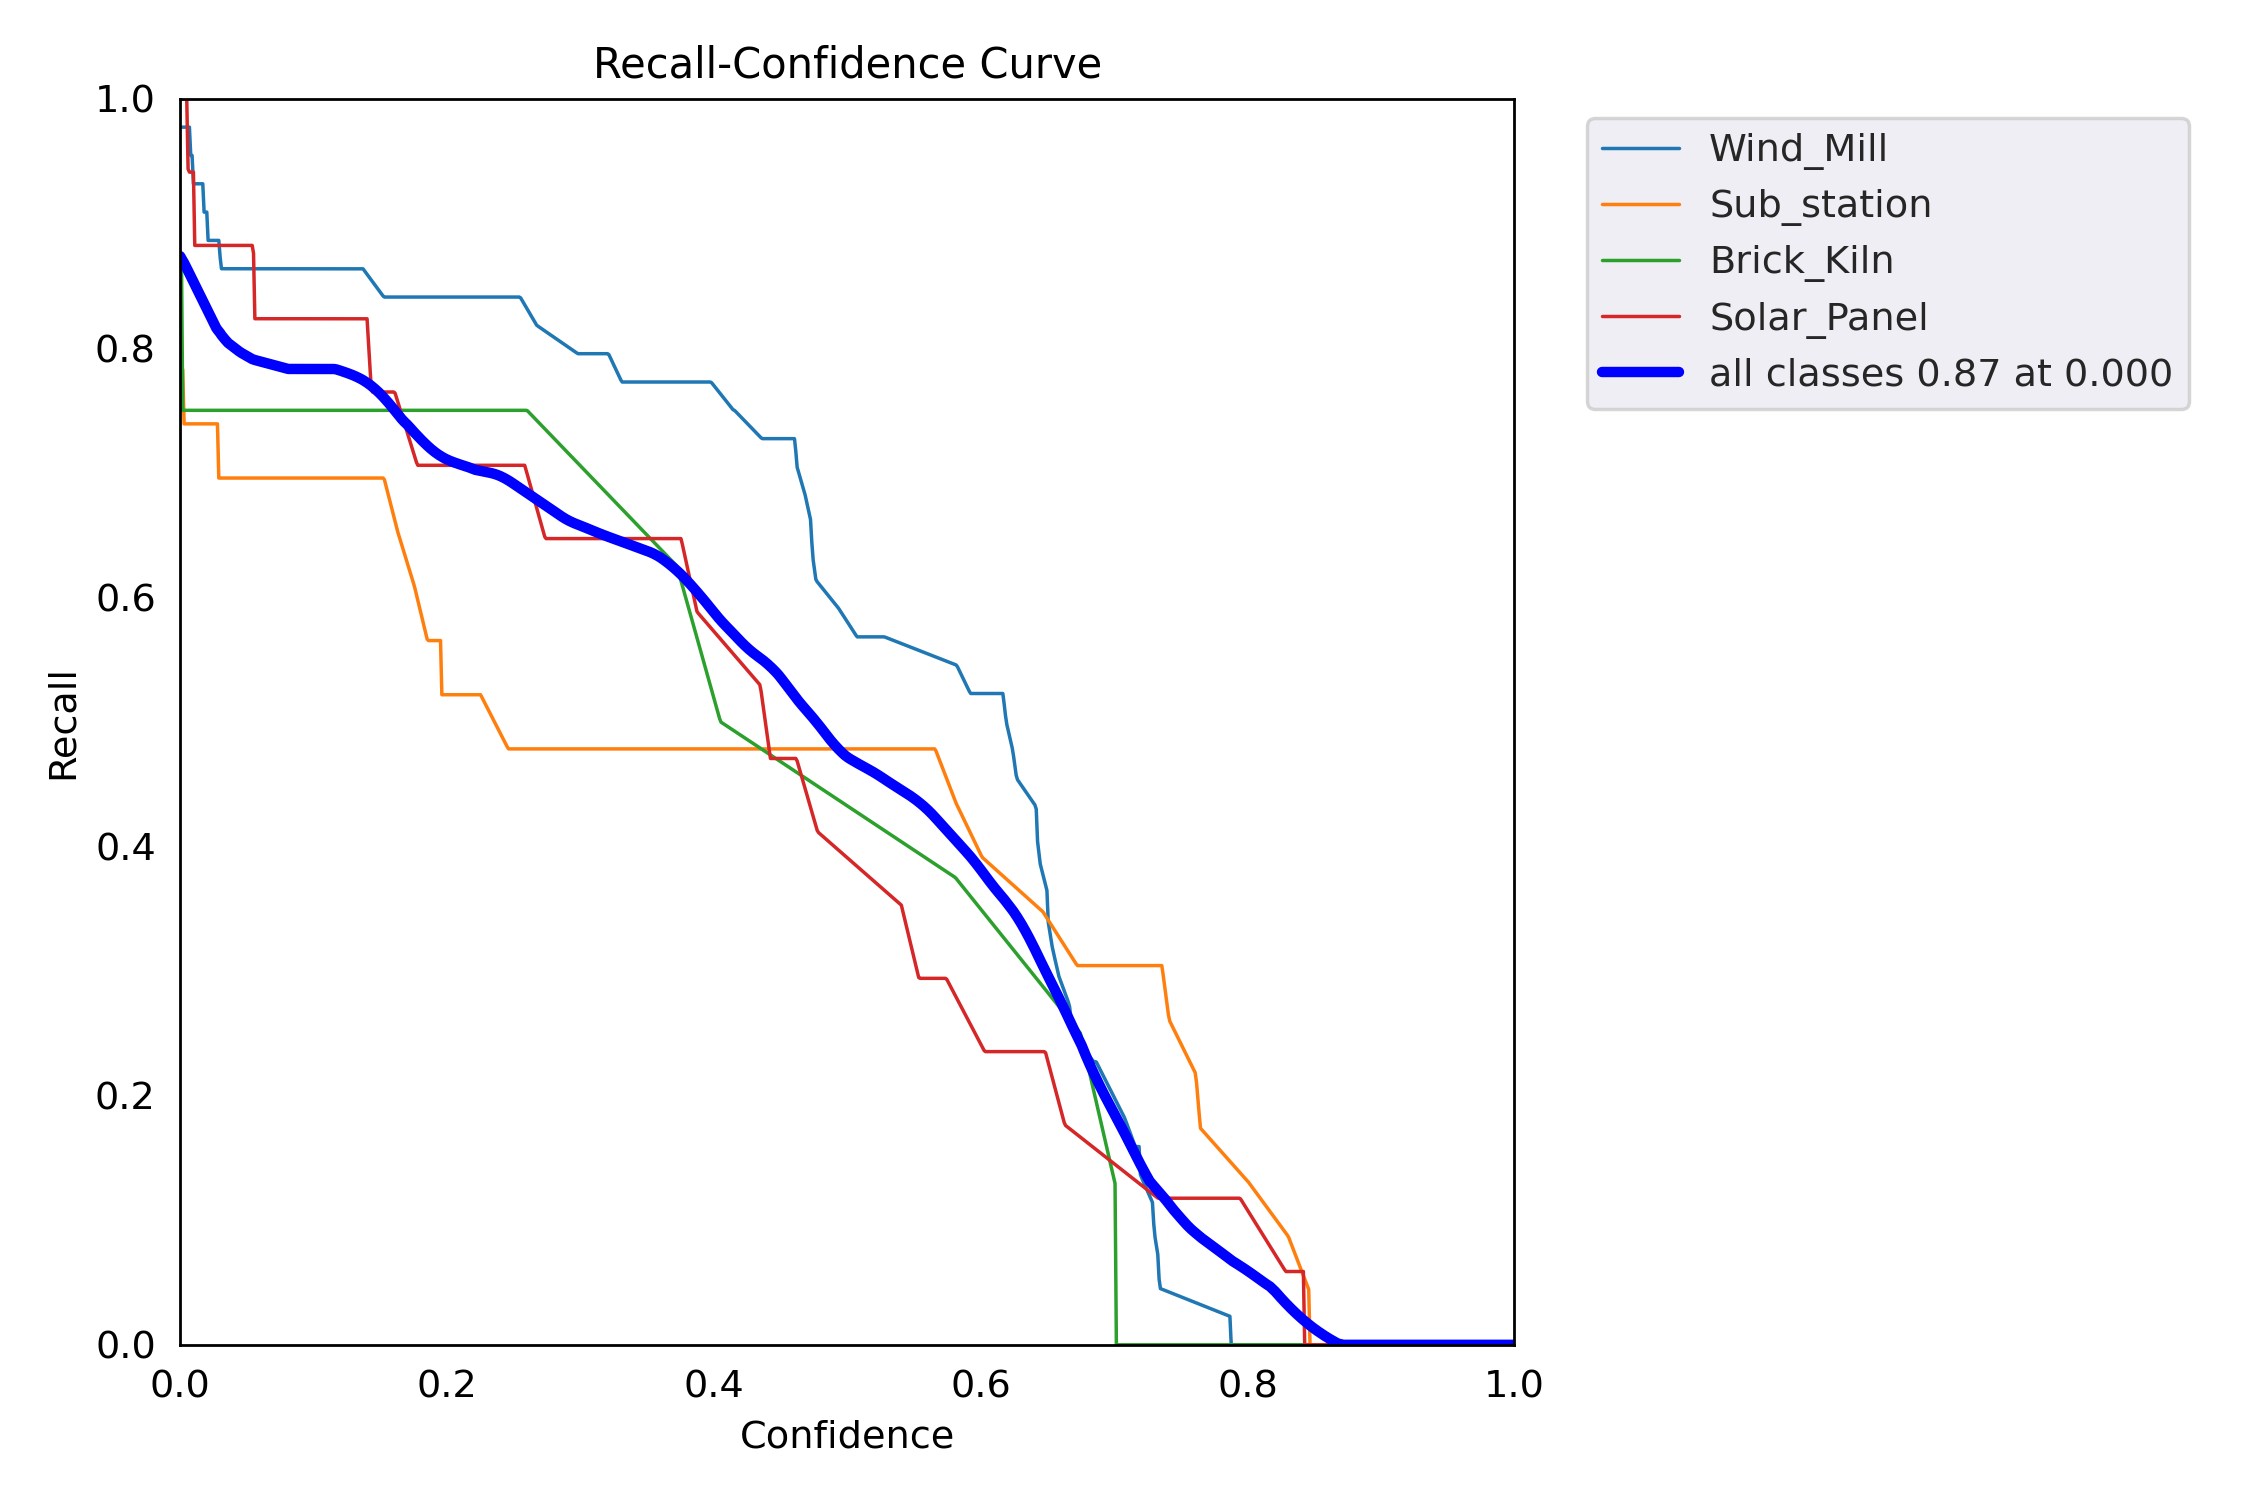 Recall-Confidence Curve
1.0
0.8
0.6
0.4
0.2
0.0
Recall
0.0 0.2 0.4 0.6 0.8 1.0
Confidence
Wind_Mill
Sub_station
Brick_Kiln
Solar_Panel
all classes 0.87 at 0.000